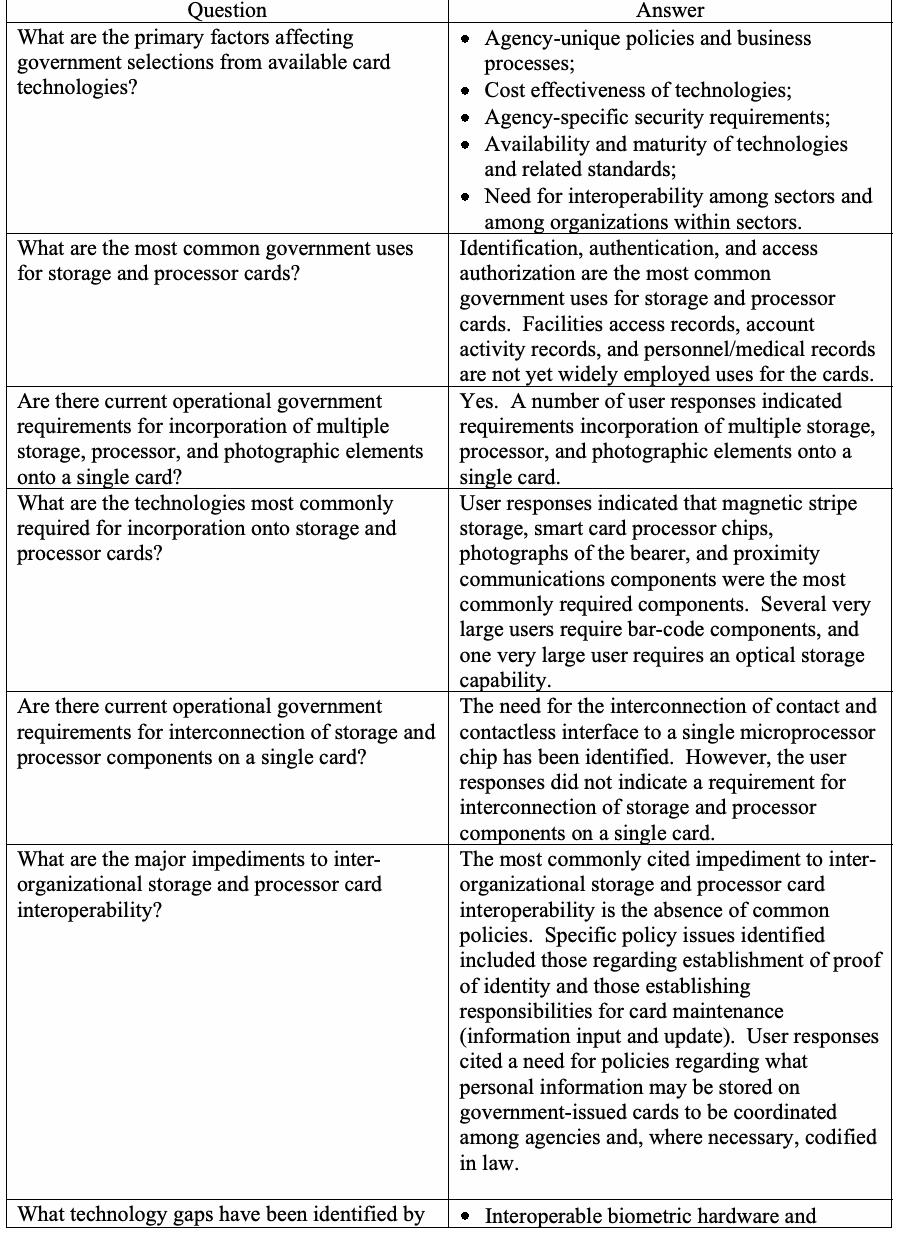 Question
Answer
What are the primary factors affecting
government selections from available card
technologies?
• Agency-unique policies and business
processes;
• Cost effectiveness of technologies;
• Agency-specific security requirements;
• Availability and maturity of technologies
and related standards;
• Need for interoperability among sectors and
among organizations within sectors.
What are the most common government uses
for storage and processor cards?
Identification, authentication, and access
authorization are the most common
government uses for storage and processor
cards.  Facilities access records, account
activity records, and personnel/medical records
are not yet widely employed uses for the cards.
Are there current operational government
requirements for incorporation of multiple
storage, processor, and photographic elements
onto a single card?
Yes.  A number of user responses indicated
requirements incorporation of multiple storage,
processor, and photographic elements onto a
single card.
What are the technologies most commonly
required for incorporation onto storage and
processor cards?
User responses indicated that magnetic stripe
storage, smart card processor chips,
photographs of the bearer, and proximity
communications components were the most
commonly required components.  Several very
large users require bar-code components, and
one very large user requires an optical storage
capability.
Are there current operational government
requirements for interconnection of storage and
processor components on a single card?
The need for the interconnection of contact and
contactless interface to a single microprocessor
chip has been identified.  However, the user
responses did not indicate a requirement for
interconnection of storage and processor
components on a single card.
What are the major impediments to inter-
organizational storage and processor card
interoperability?
The most commonly cited impediment to inter-
organizational storage and processor card
interoperability is the absence of common
policies.  Specific policy issues identified
included those regarding establishment of proof
of identity and those establishing
responsibilities for card maintenance
(information input and update).  User responses
cited a need for policies regarding what
personal information may be stored on
government-issued cards to be coordinated
among agencies and, where necessary, codified
in law.
What technology gaps have been identified by
• Interoperable biometric hardware and